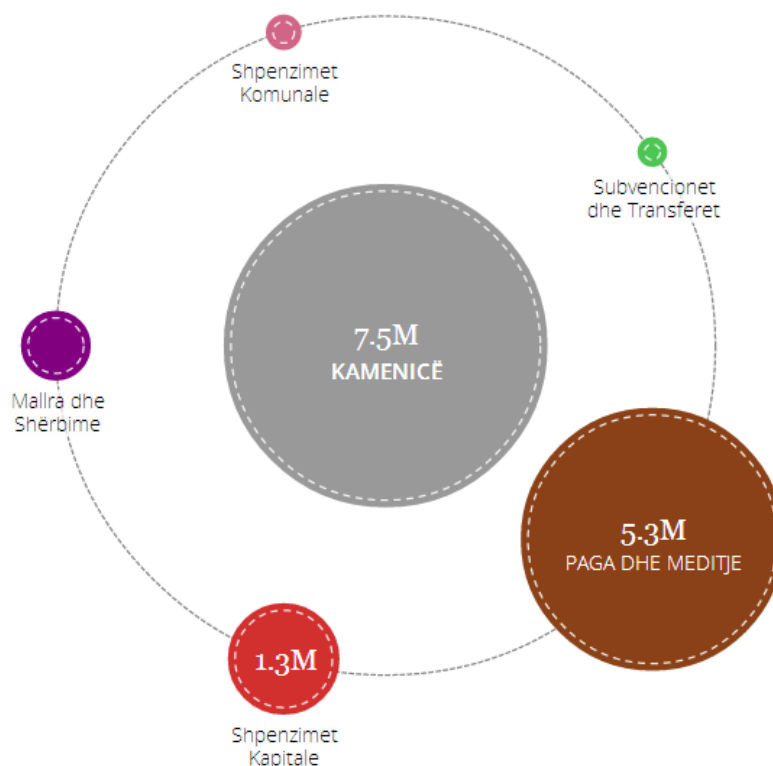 Shpenzimet
Komunale
Subvencionet
dhe Transferet
7.5M
KAMENICË
Mallra dhe
Shërbime
5.3M
PAGA DHE MEDITJE
1.3M
Shpenzimet
Kapitale